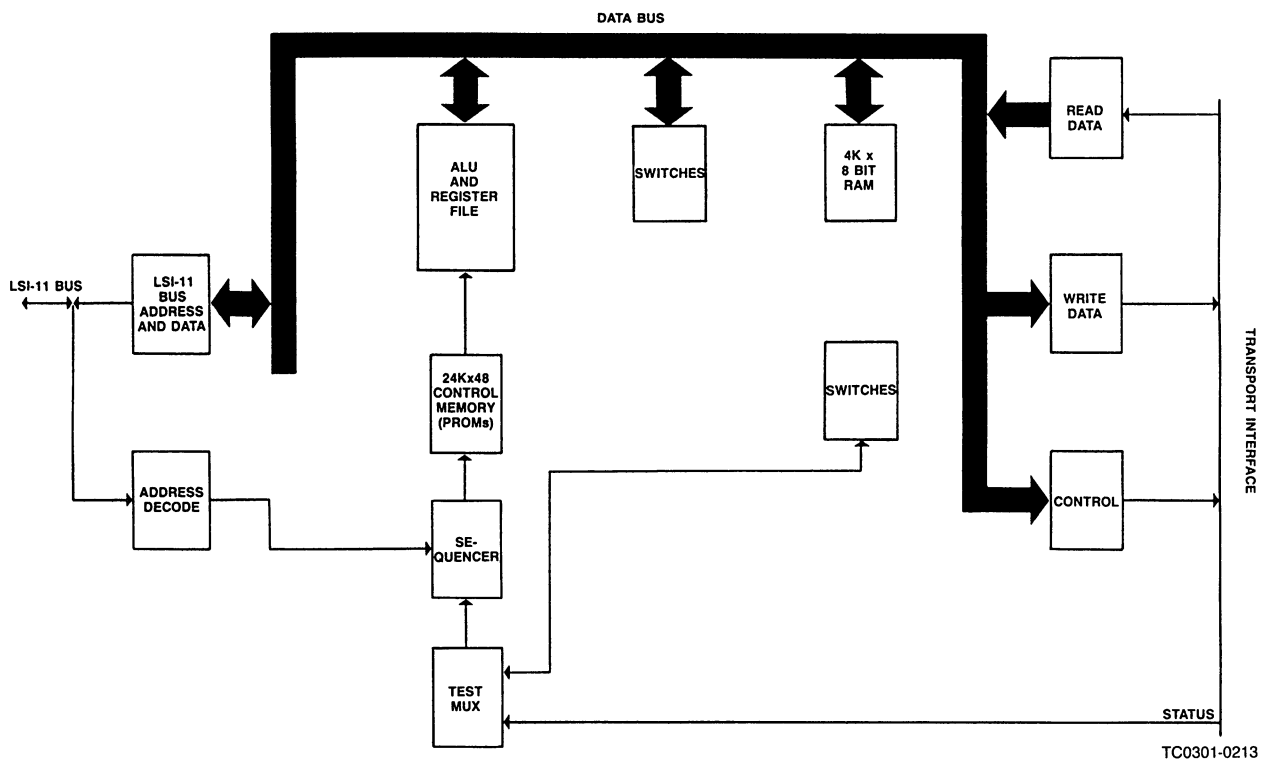 DATA BUS
READ
DATA
ALU
AND
REGISTER
FILE
SWITCHES
4K x
8 BIT
RAM
LSI-11 BUS
LSI-11
BUS
ADDRESS
AND DATA
WRITE
DATA
TRANSPORT INTERFACE
24Kx48
CONTROL
MEMORY
(PROMs)
SWITCHES
ADDRESS
DECODE
CONTROL
SE-
QUENCER
TEST
MUX
STATUS
TC0301-0213